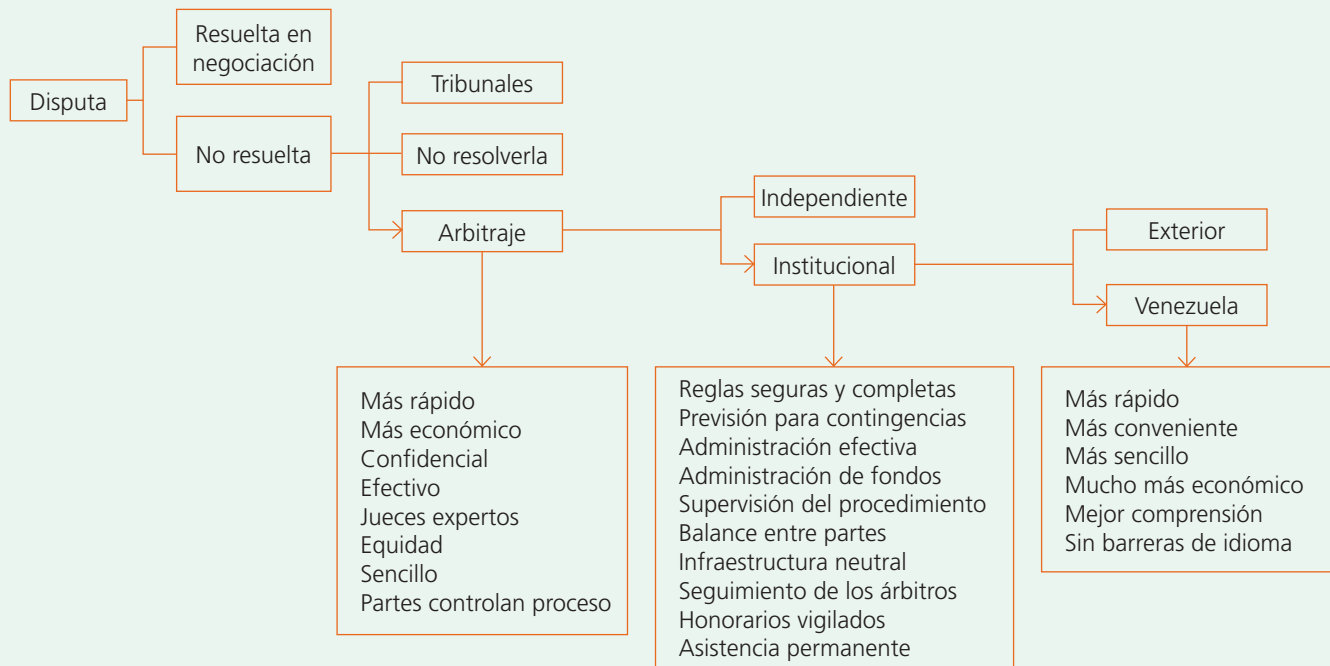 Disputa
Resuelta en
negociación
No resuelta
Tribunales
No resolverla
Arbitraje
Independiente
Institucional
Exterior
Venezuela
Más rápido
Más económico
Confidencial
Efectivo
Jueces expertos
Equidad
Sencillo
Partes controlan proceso
Reglas seguras y completas
Previsión para contingencias
Administración efectiva
Administración de fondos
Supervisión del procedimiento
Balance entre partes
Infraestructura neutral
Seguimiento de los árbitros
Honorarios vigilados
Asistencia permanente
Más rápido
Más conveniente
Más sencillo
Mucho más económico
Mejor comprensión
Sin barreras de idioma